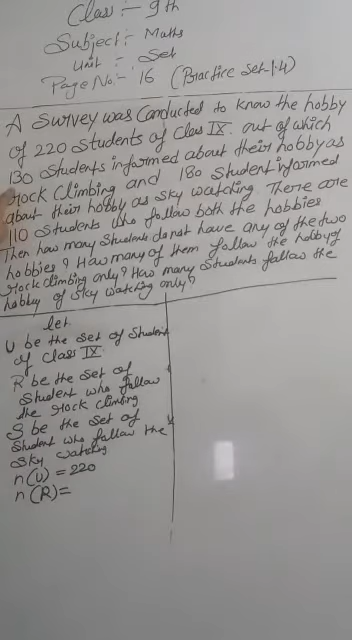 Class :- 9th
Subject :- Maths
Unit :- Set
Page No :- 16 (Practice Set 1.4)
A Survey was Conducted to know the hobby
of 220 Students of Class IX. out of which
130 Students informed about their hobby as
rock Climbing and 180 Student informed
about their hobby as Sky watching. There are
110 Students who follow both the hobbies
Then how many Students do not have any of the two
hobbies ? How many of them follow the hobby of
rock climbing only? How many Students follow the
hobby of Sky watching only?
let
U be the Set of Student
of Class IX
R be the Set of
Student who follow
the rock Climbing
S be the Set of
Student who follow the
Sky watching
n(U) = 220
n(R)=